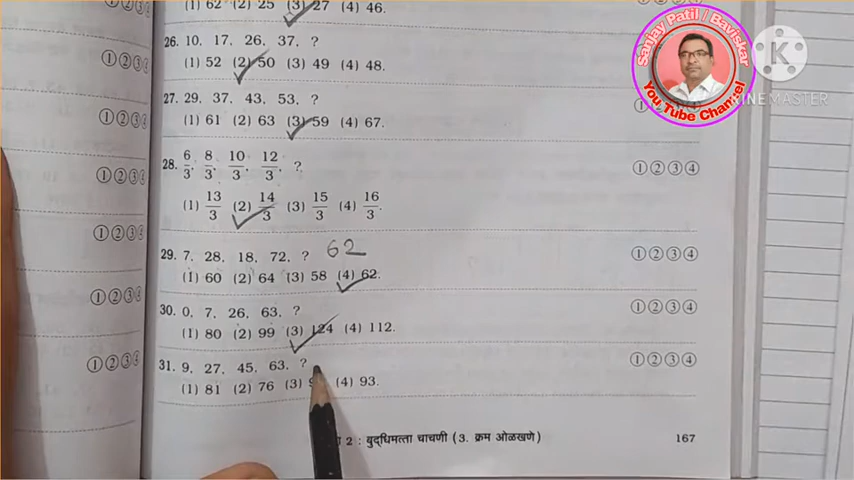 (1) 62 (2) 25 (3) 27 (4) 46.
26. 10, 17, 26, 37, ?
(1) 52 (2) 50 (3) 49 (4) 48.
27. 29, 37, 43, 53, ?
(1) 61 (2) 63 (3) 59 (4) 67.
28. 6/3, 8/3, 10/3, 12/3, ?
(1) 13/3 (2) 14/3 (3) 15/3 (4) 16/3.
29. 7, 28, 18, 72, ? 62
(1) 60 (2) 64 (3) 58 (4) 62.
30. 0, 7, 26, 63, ?
(1) 80 (2) 99 (3) 124 (4) 112.
31. 9, 27, 45, 63, ?
(1) 81 (2) 76 (3) (4) 93.
2 : बुद्धिमत्ता चाचणी (3. क्रम ओळखणे)
167
①②③④
①②③④
①②③④
①②③④
①②③④
Sanjay Patil / Baviskar
You Tube Channel
K
KINEMASTER